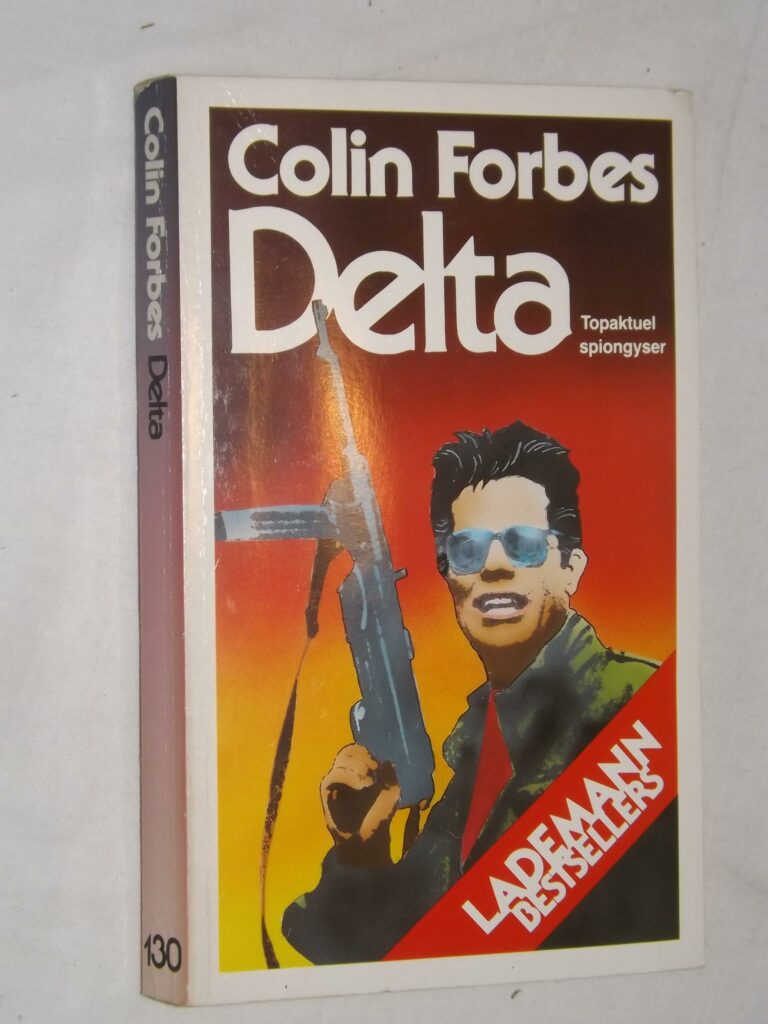 Colin Forbes
Delta
Topaktuel
spiongyser
LADEMANN
BESTSELLERS
Colin Forbes Delta
130